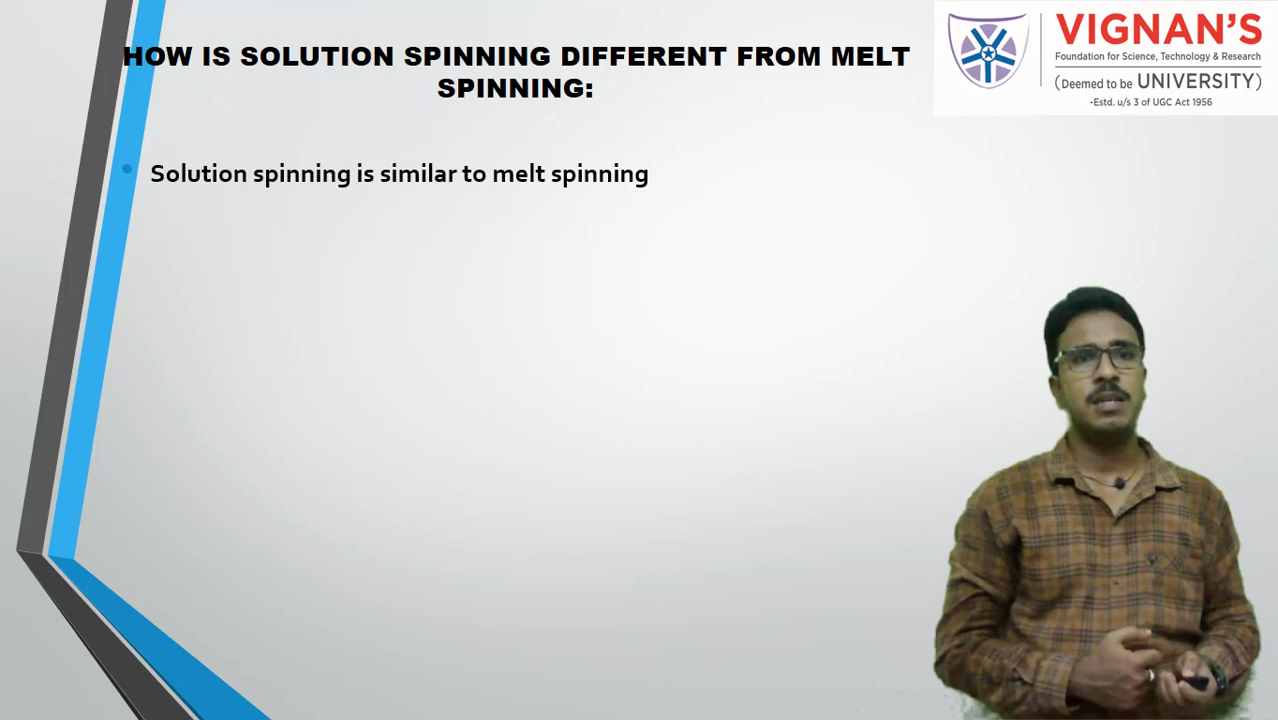 HOW IS SOLUTION SPINNING DIFFERENT FROM MELT
SPINNING:
VIGNAN'S
Foundation for Science, Technology & Research
(Deemed to be UNIVERSITY)
-Estd. u/s 3 of UGC Act 1956
• Solution spinning is similar to melt spinning